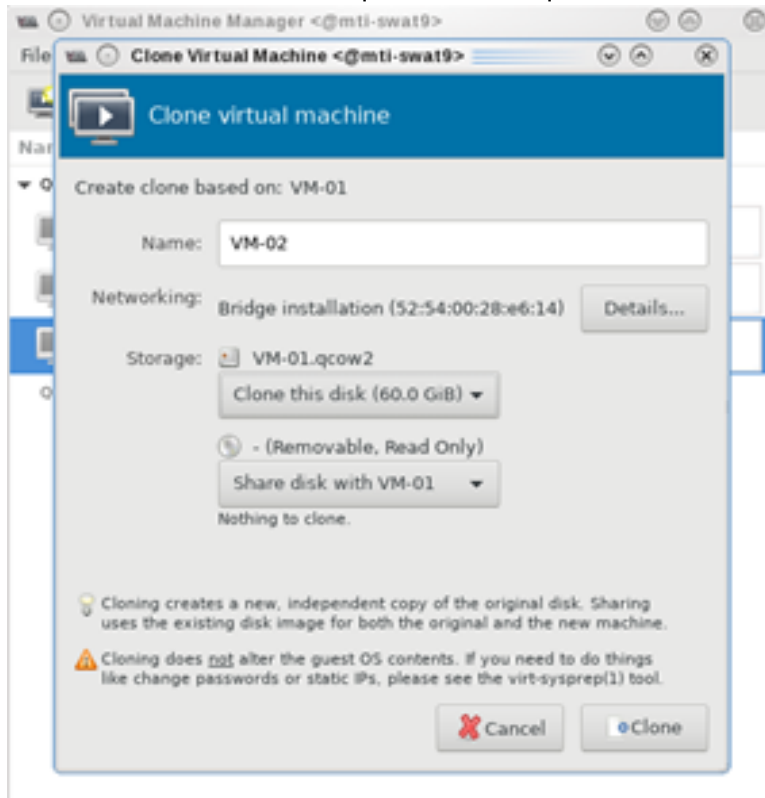 Virtual Machine Manager <@mti-swat9>
File
Clone Virtual Machine <@mti-swat9>
Clone virtual machine
Nar
Create clone based on: VM-01
Name: VM-02
Networking: Bridge installation (52:54:00:28:e6:14) Details...
Storage: VM-01.qcow2
Clone this disk (60.0 GiB)
- (Removable, Read Only)
Share disk with VM-01
Nothing to clone.
Cloning creates a new, independent copy of the original disk. Sharing
uses the existing disk image for both the original and the new machine.
Cloning does not alter the guest OS contents. If you need to do things
like change passwords or static IPs, please see the virt-sysprep(1) tool.
Cancel Clone